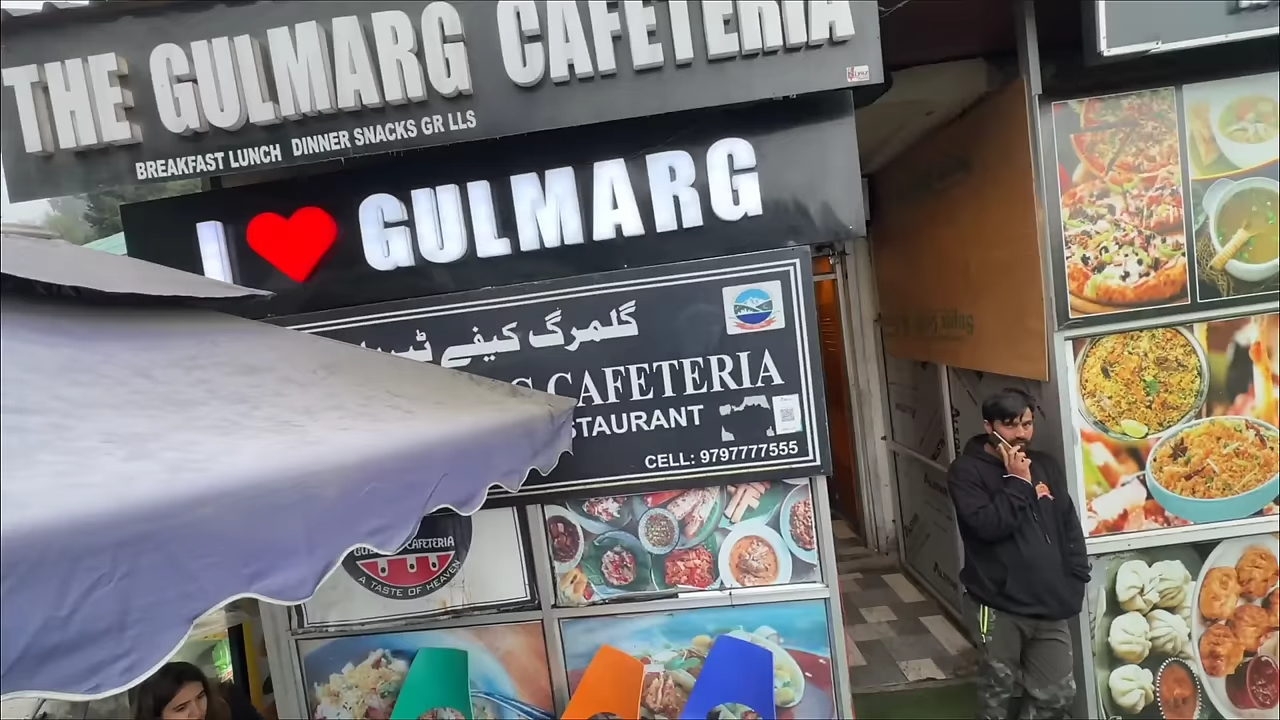 THE GULMARG CAFETERIA
BREAKFAST LUNCH DINNER SNACKS GR LLS
I ❤ GULMARG
گلمرگ کیفے
CAFETERIA
STAURANT
CELL: 9797777555
CAFETERIA
A TASTE OF HEAVEN